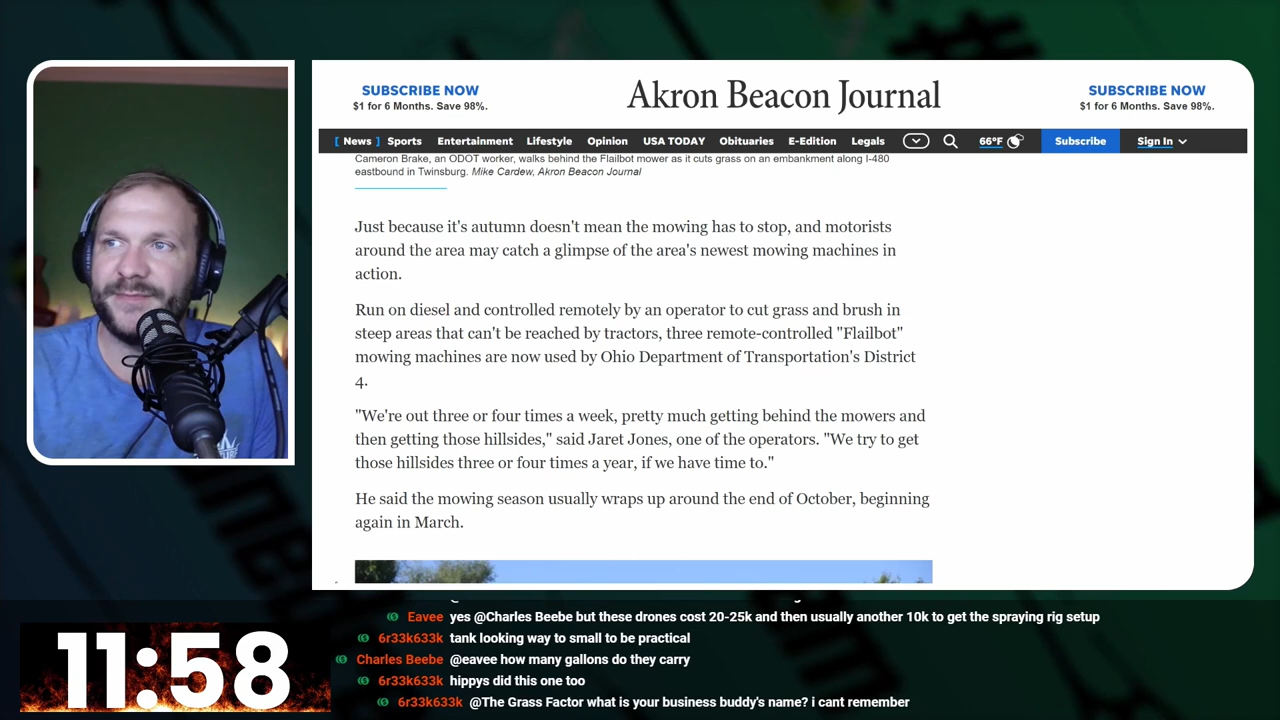 SUBSCRIBE NOW
$1 for 6 Months. Save 98%.
Akron Beacon Journal
SUBSCRIBE NOW
$1 for 6 Months. Save 98%.
[ News ] Sports Entertainment Lifestyle Opinion USA TODAY Obituaries E-Edition Legals 66°F Subscribe Sign In
Cameron Brake, an ODOT worker, walks behind the Flailbot mower as it cuts grass on an embankment along I-480
eastbound in Twinsburg. Mike Cardew, Akron Beacon Journal
Just because it's autumn doesn't mean the mowing has to stop, and motorists
around the area may catch a glimpse of the area's newest mowing machines in
action.
Run on diesel and controlled remotely by an operator to cut grass and brush in
steep areas that can't be reached by tractors, three remote-controlled "Flailbot"
mowing machines are now used by Ohio Department of Transportation's District
4.
"We're out three or four times a week, pretty much getting behind the mowers and
then getting those hillsides," said Jaret Jones, one of the operators. "We try to get
those hillsides three or four times a year, if we have time to."
He said the mowing season usually wraps up around the end of October, beginning
again in March.
Eavee yes @Charles Beebe but these drones cost 20-25k and then usually another 10k to get the spraying rig setup
6r33k633k tank looking way to small to be practical
Charles Beebe @eavee how many gallons do they carry
6r33k633k hippys did this one too
6r33k633k @The Grass Factor what is your business buddy's name? i cant remember
11:58